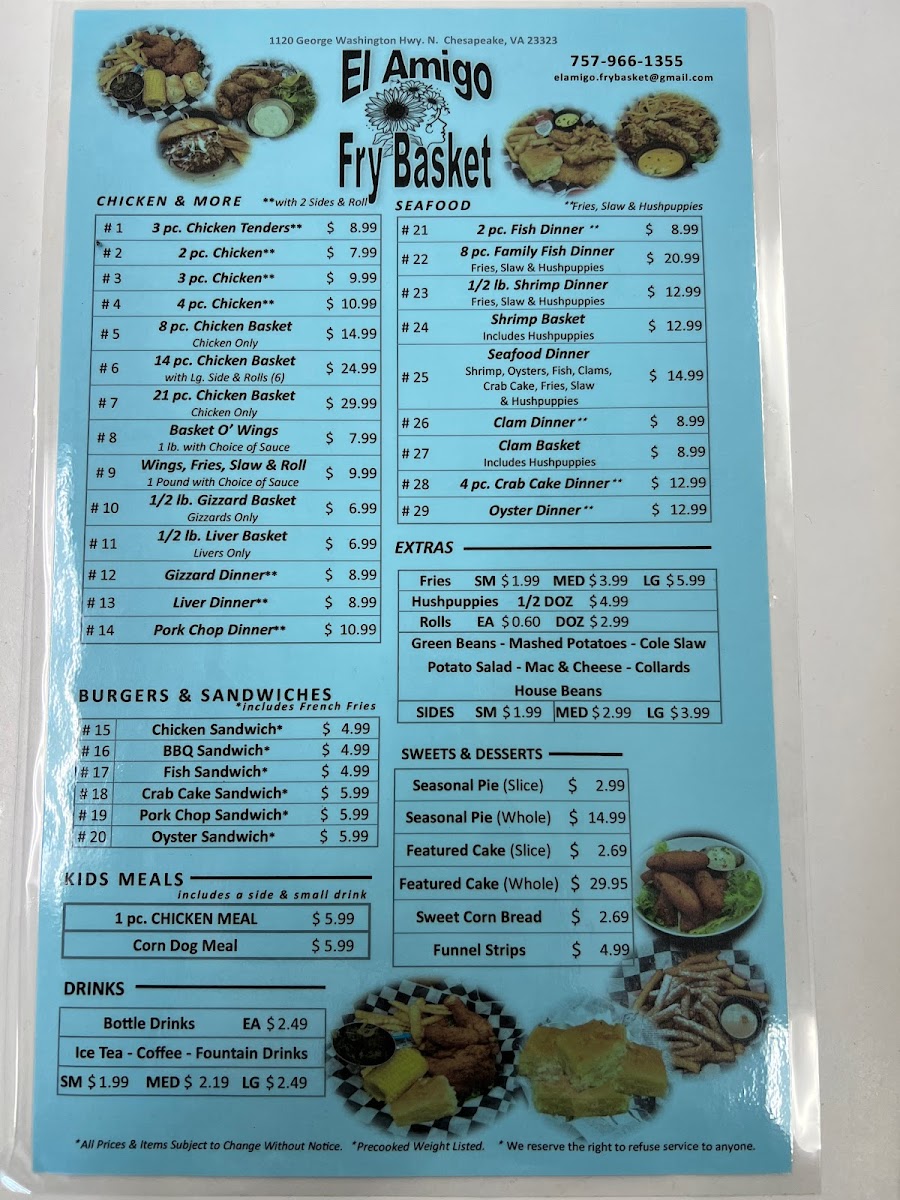 1120 George Washington Hwy. N. Chesapeake, VA 23323
El Amigo
Fry Basket
757-966-1355
elamigo.frybasket@gmail.com
CHICKEN & MORE **with 2 Sides & Roll
# 1 3 pc. Chicken Tenders** $ 8.99
# 2 2 pc. Chicken** $ 7.99
# 3 3 pc. Chicken** $ 9.99
# 4 4 pc. Chicken** $ 10.99
# 5 8 pc. Chicken Basket $ 14.99
Chicken Only
# 6 14 pc. Chicken Basket $ 24.99
with Lg. Side & Rolls (6)
# 7 21 pc. Chicken Basket $ 29.99
Chicken Only
# 8 Basket O' Wings $ 7.99
1 lb. with Choice of Sauce
# 9 Wings, Fries, Slaw & Roll $ 9.99
1 Pound with Choice of Sauce
# 10 1/2 lb. Gizzard Basket $ 6.99
Gizzards Only
# 11 1/2 lb. Liver Basket $ 6.99
Livers Only
# 12 Gizzard Dinner** $ 8.99
# 13 Liver Dinner** $ 8.99
# 14 Pork Chop Dinner** $ 10.99
BURGERS & SANDWICHES
*includes French Fries
# 15 Chicken Sandwich* $ 4.99
# 16 BBQ Sandwich* $ 4.99
# 17 Fish Sandwich* $ 4.99
# 18 Crab Cake Sandwich* $ 5.99
# 19 Pork Chop Sandwich* $ 5.99
# 20 Oyster Sandwich* $ 5.99
KIDS MEALS
includes a side & small drink
1 pc. CHICKEN MEAL $ 5.99
Corn Dog Meal $ 5.99
DRINKS
Bottle Drinks EA $ 2.49
Ice Tea - Coffee - Fountain Drinks
SM $ 1.99 MED $ 2.19 LG $ 2.49
SEAFOOD **Fries, Slaw & Hushpuppies
# 21 2 pc. Fish Dinner ** $ 8.99
# 22 8 pc. Family Fish Dinner $ 20.99
Fries, Slaw & Hushpuppies
# 23 1/2 lb. Shrimp Dinner $ 12.99
Fries, Slaw & Hushpuppies
# 24 Shrimp Basket $ 12.99
Includes Hushpuppies
# 25 Seafood Dinner $ 14.99
Shrimp, Oysters, Fish, Clams,
Crab Cake, Fries, Slaw
& Hushpuppies
# 26 Clam Dinner** $ 8.99
# 27 Clam Basket $ 8.99
Includes Hushpuppies
# 28 4 pc. Crab Cake Dinner** $ 12.99
# 29 Oyster Dinner** $ 12.99
EXTRAS
Fries SM $ 1.99 MED $ 3.99 LG $ 5.99
Hushpuppies 1/2 DOZ $ 4.99
Rolls EA $ 0.60 DOZ $ 2.99
Green Beans - Mashed Potatoes - Cole Slaw
Potato Salad - Mac & Cheese - Collards
House Beans
SIDES SM $ 1.99 MED $ 2.99 LG $ 3.99
SWEETS & DESSERTS
Seasonal Pie (Slice) $ 2.99
Seasonal Pie (Whole) $ 14.99
Featured Cake (Slice) $ 2.69
Featured Cake (Whole) $ 29.95
Sweet Corn Bread $ 2.69
Funnel Strips $ 4.99
*All Prices & Items Subject to Change Without Notice. *Precooked Weight Listed. * We reserve the right to refuse service to anyone.